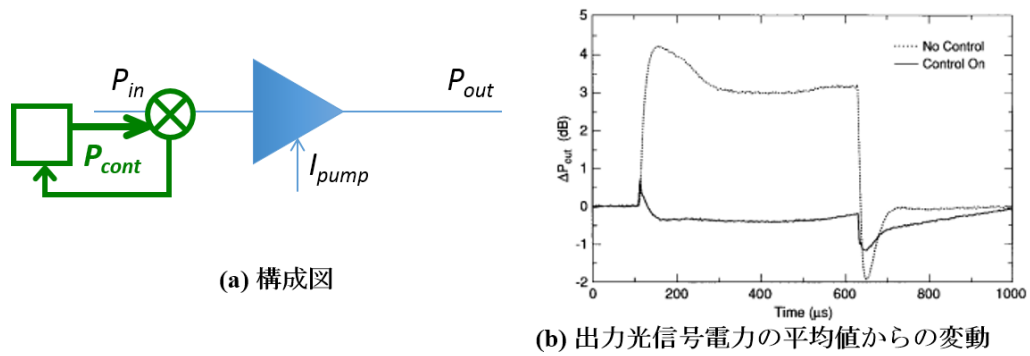 P_in
P_out
P_cont
I_pump
(a) 構成図
5
4
3
2
1
0
-1
-2
ΔP_out (dB)
No Control
Control On
0
200
400
600
800
1000
Time (μs)
(b) 出力光信号電力の平均値からの変動